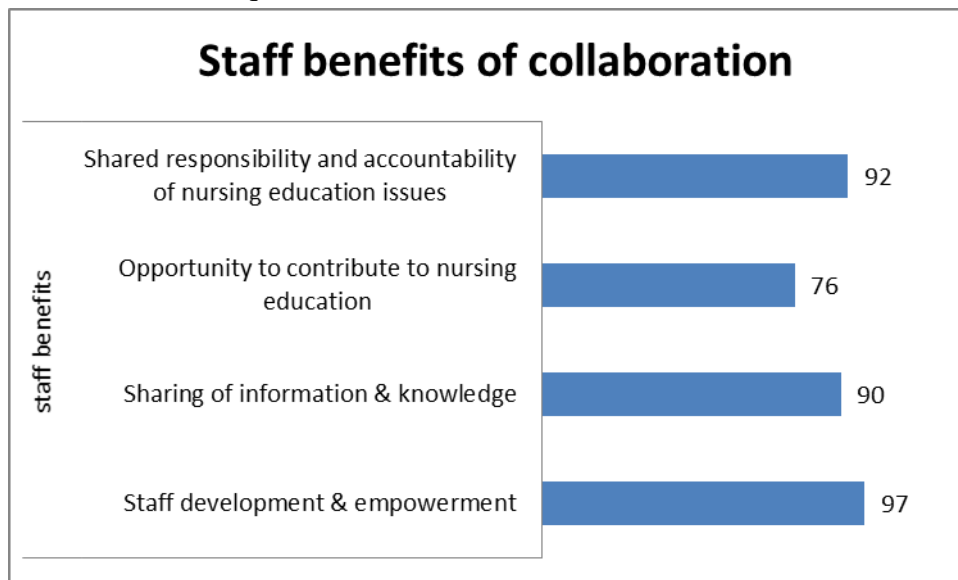 Staff benefits of collaboration
staff benefits
Shared responsibility and accountability
of nursing education issues
92
Opportunity to contribute to nursing
education
76
Sharing of information & knowledge
90
Staff development & empowerment
97